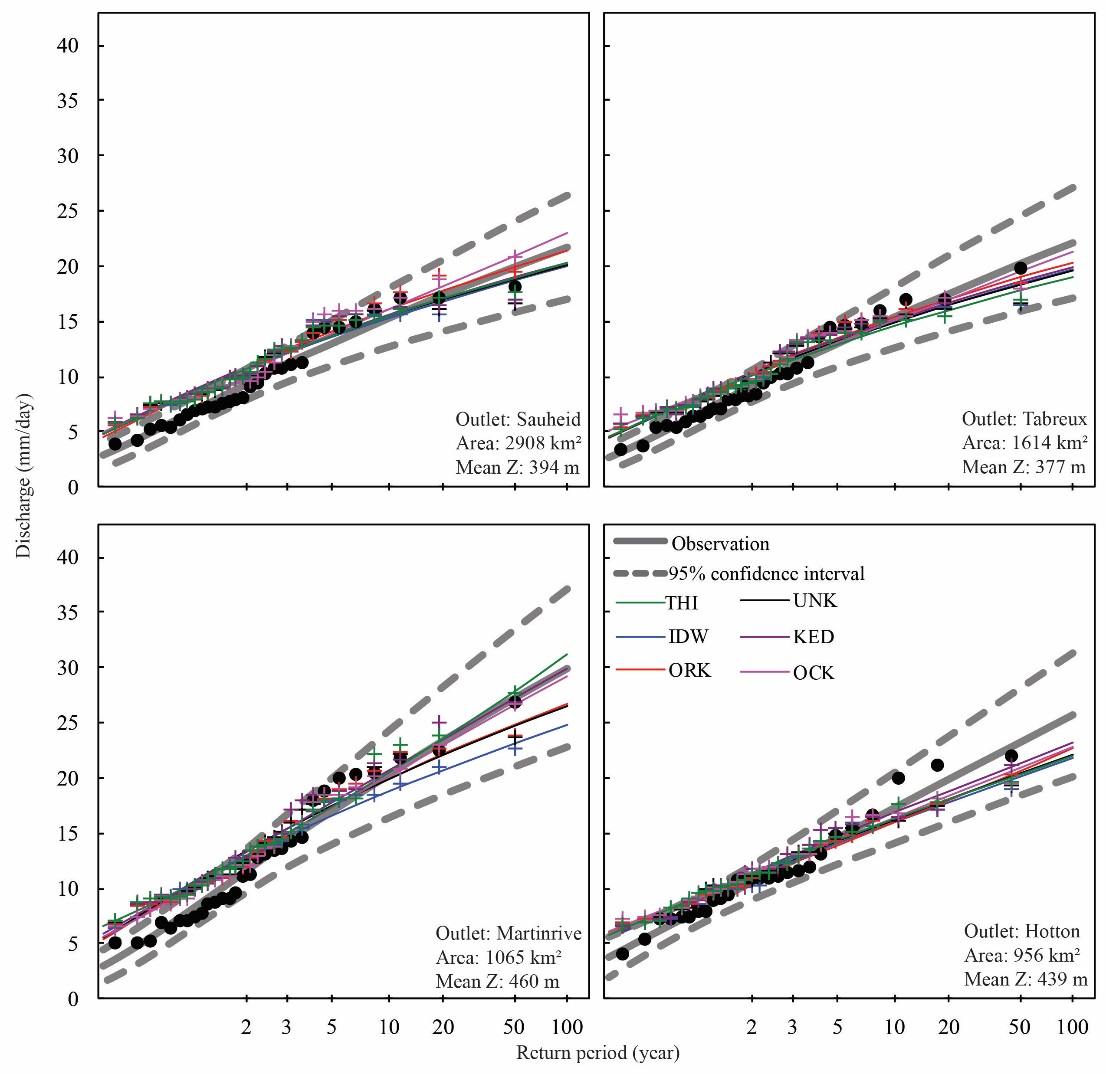 40
35
30
25
20
15
10
5
0
Outlet: Sauheid
Area: 2908 km²
Mean Z: 394 m
Outlet: Tabreux
Area: 1614 km²
Mean Z: 377 m
Discharge (mm/day)
40
35
30
25
20
15
10
5
0
Outlet: Martinrive
Area: 1065 km²
Mean Z: 460 m
Observation
95% confidence interval
THI UNK
IDW KED
ORK OCK
Outlet: Hotton
Area: 956 km²
Mean Z: 439 m
2 3 5 10 20 50 100 2 3 5 10 20 50 100
Return period (year)